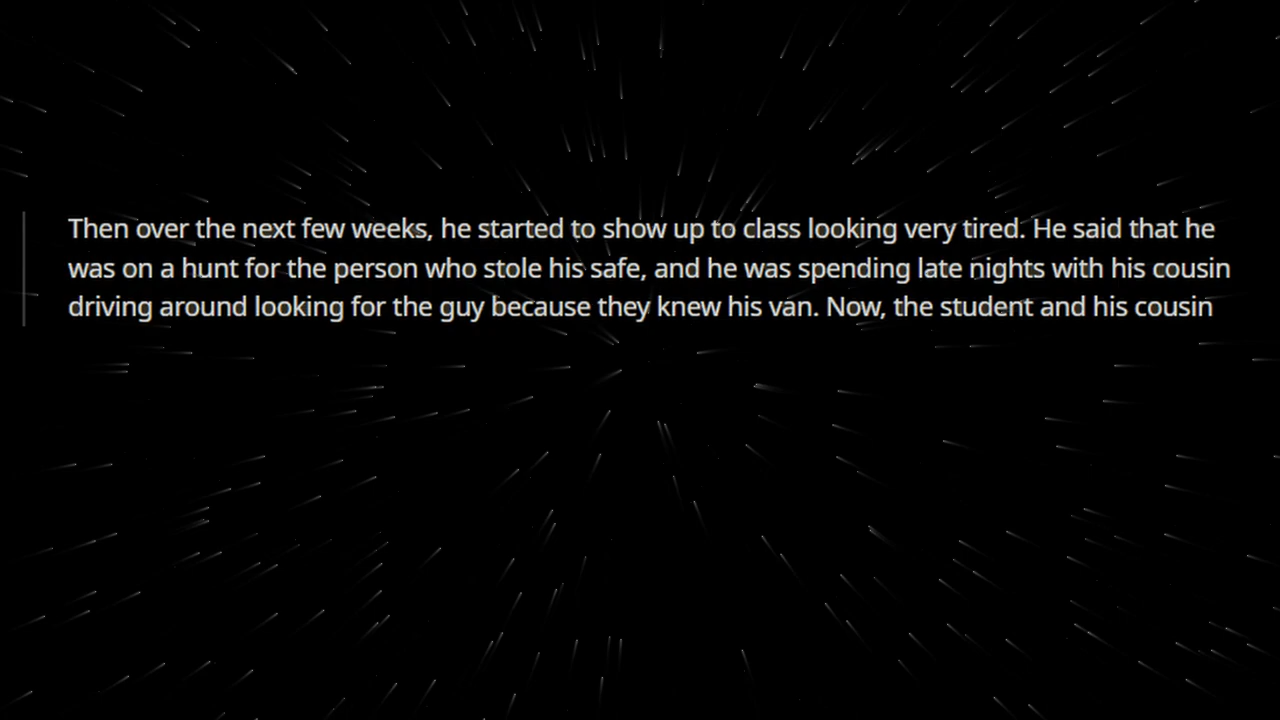 Then over the next few weeks, he started to show up to class looking very tired. He said that he
was on a hunt for the person who stole his safe, and he was spending late nights with his cousin
driving around looking for the guy because they knew his van. Now, the student and his cousin